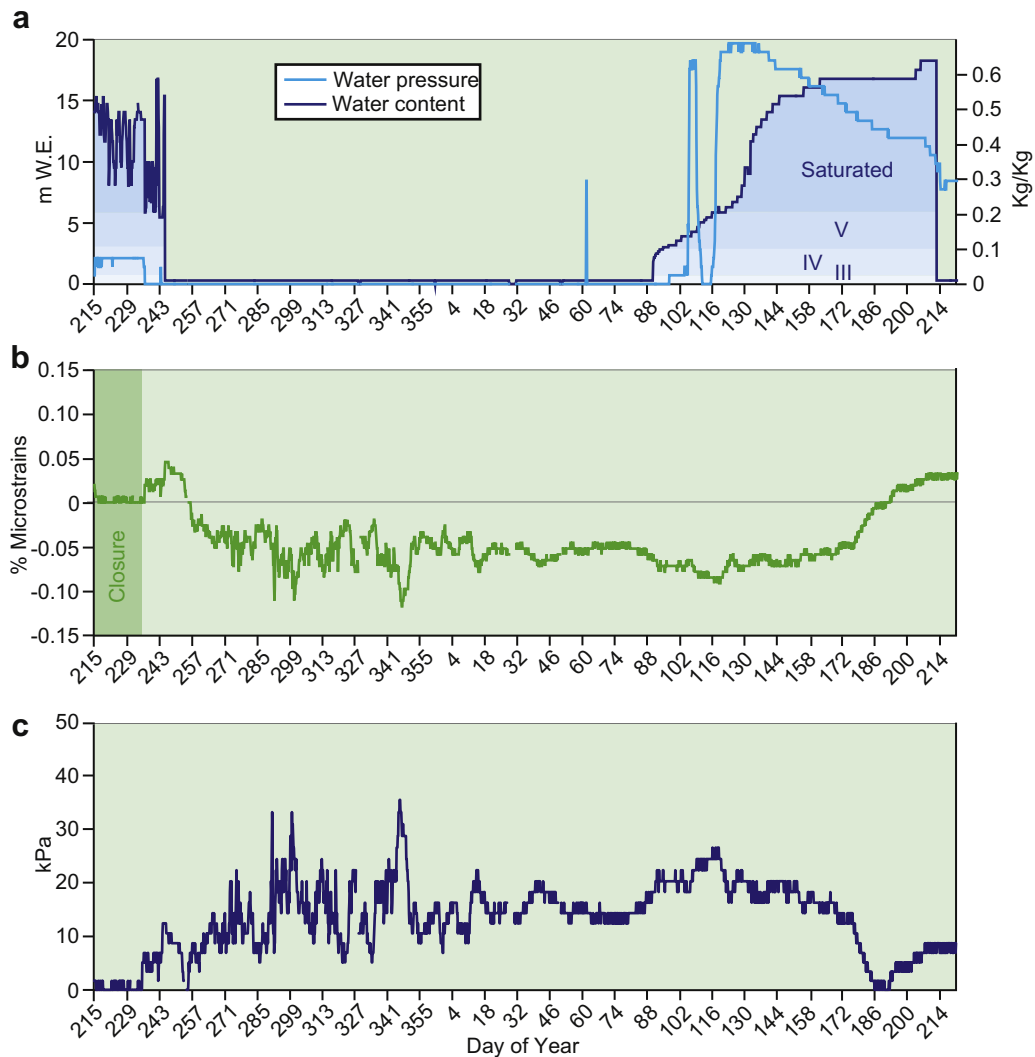 a
20
15
10
5
0
m W.E.
Water pressure
Water content
Saturated
V
IV
III
0.6
0.5
0.4
0.3
0.2
0.1
0
Kg/Kg
215 229 243 257 271 285 299 313 327 341 355 4 18 32 46 60 74 88 102 116 130 144 158 172 186 200 214
b
0.15
0.10
0.05
0
-0.05
-0.10
-0.15
% Microstrains
Closure
215 229 243 257 271 285 299 313 327 341 355 4 18 32 46 60 74 88 102 116 130 144 158 172 186 200 214
c
50
40
30
20
10
0
kPa
215 229 243 257 271 285 299 313 327 341 355 4 18 32 46 60 74 88 102 116 130 144 158 172 186 200 214
Day of Year